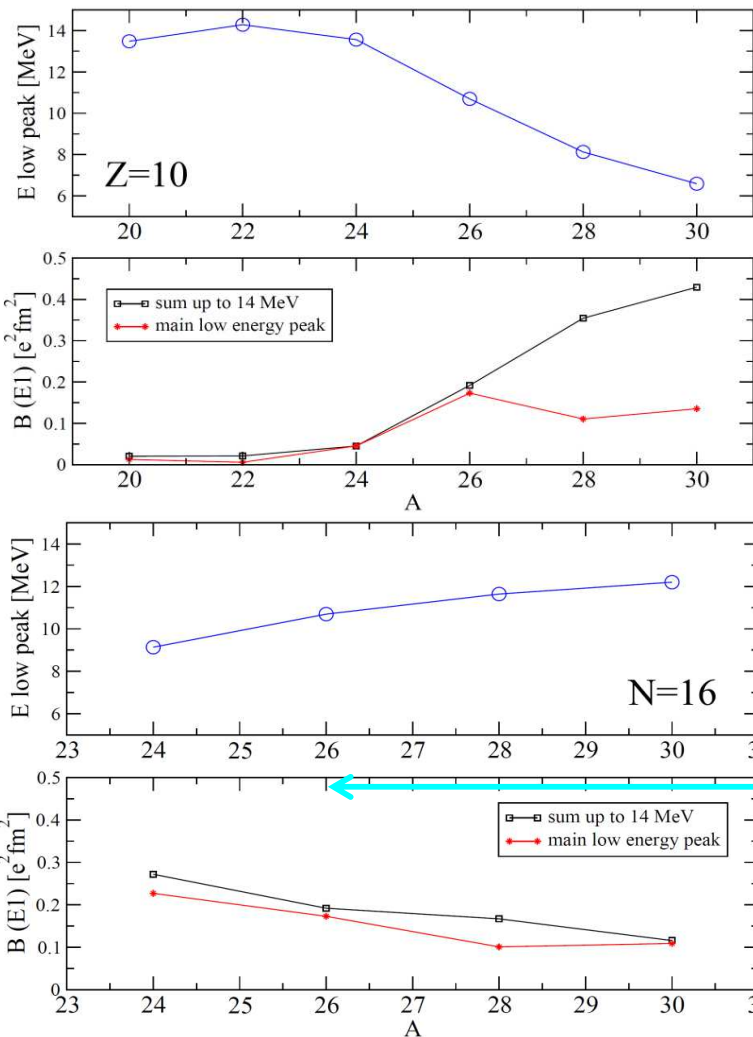 E low peak [MeV]
14
12
10
8
6
Z=10
20 22 24 26 28 30
B (E1) [e²fm²]
0.5
0.4
0.3
0.2
0.1
0
sum up to 14 MeV
main low energy peak
20 22 24 26 28 30
A
E low peak [MeV]
14
12
10
8
6
N=16
23 24 25 26 27 28 29 30
B (E1) [e²fm²]
0.5
0.4
0.3
0.2
0.1
0
sum up to 14 MeV
main low energy peak
23 24 25 26 27 28 29 30
A